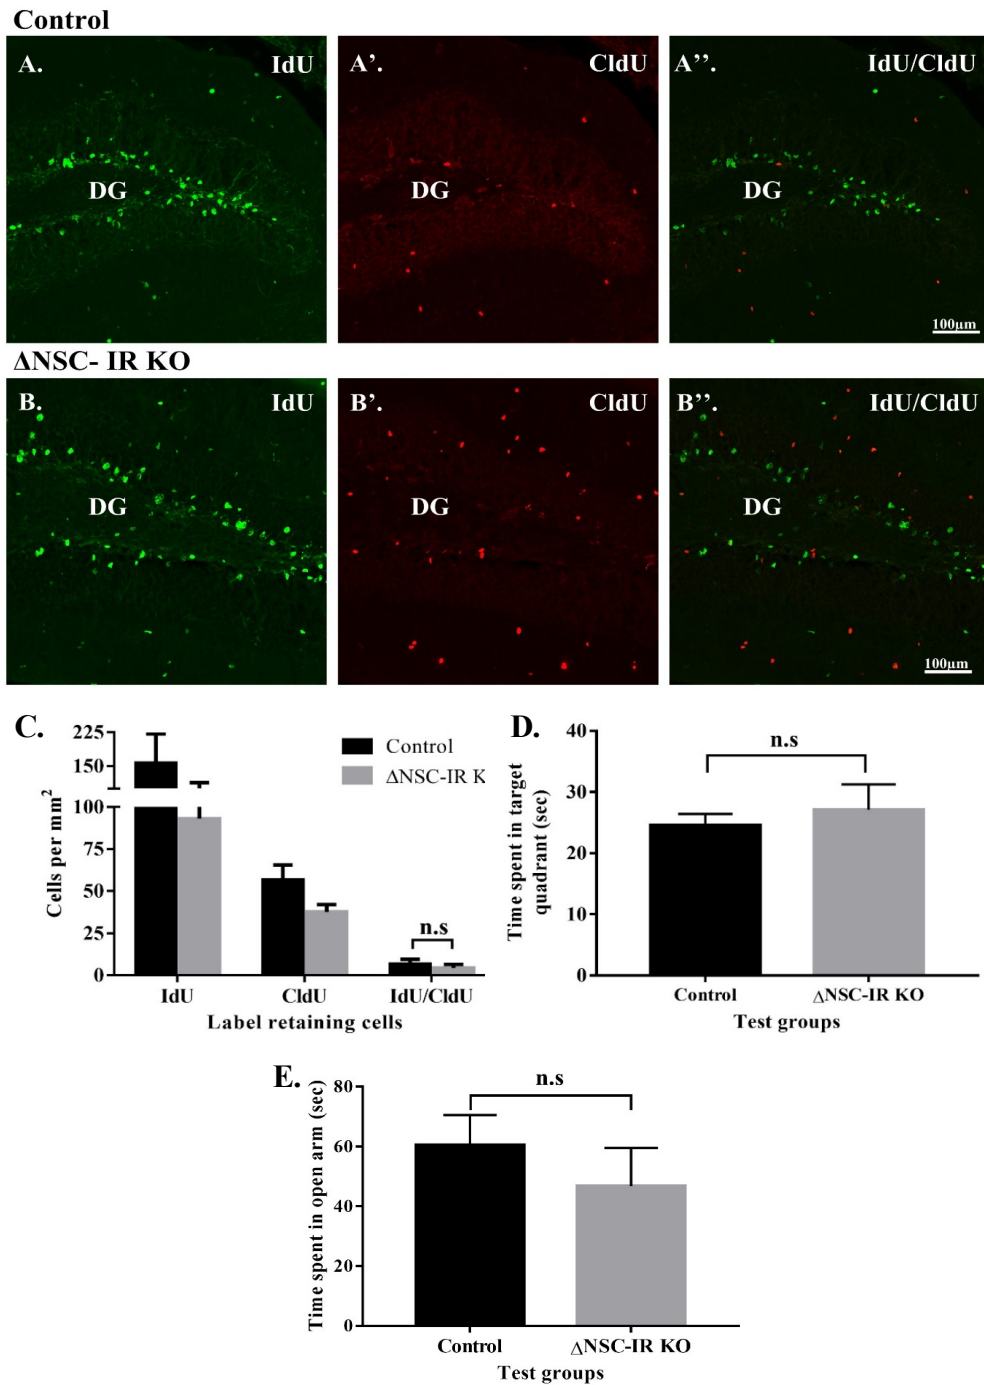 Control
A. IdU
DG
A'. CldU
DG
A''. IdU/CldU
DG
100µm
ΔNSC- IR KO
B. IdU
DG
B'. CldU
DG
B''. IdU/CldU
DG
100µm
C.
Cells per mm²
225
150
100
75
50
25
0
Control
ΔNSC-IR K
n.s
IdU CldU IdU/CldU
Label retaining cells
D.
Time spent in target
quadrant (sec)
40
30
20
10
0
n.s
Control ΔNSC-IR KO
Test groups
E.
Time spent in open arm (sec)
80
60
40
20
0
n.s
Control ΔNSC-IR KO
Test groups